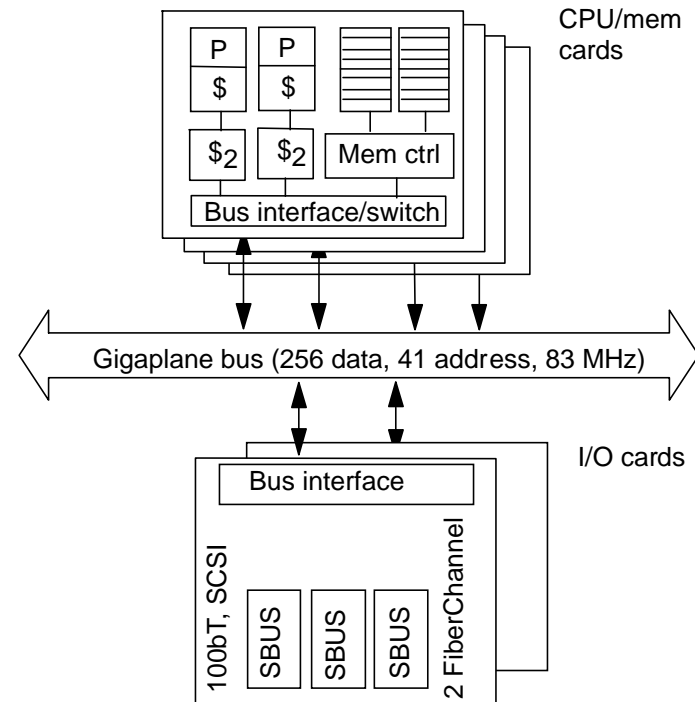 CPU/mem
cards
P
P
$
$
$2
$2
Mem ctrl
Bus interface/switch
Gigaplane bus (256 data, 41 address, 83 MHz)
I/O cards
Bus interface
100bT, SCSI
SBUS
SBUS
SBUS
2 FiberChannel